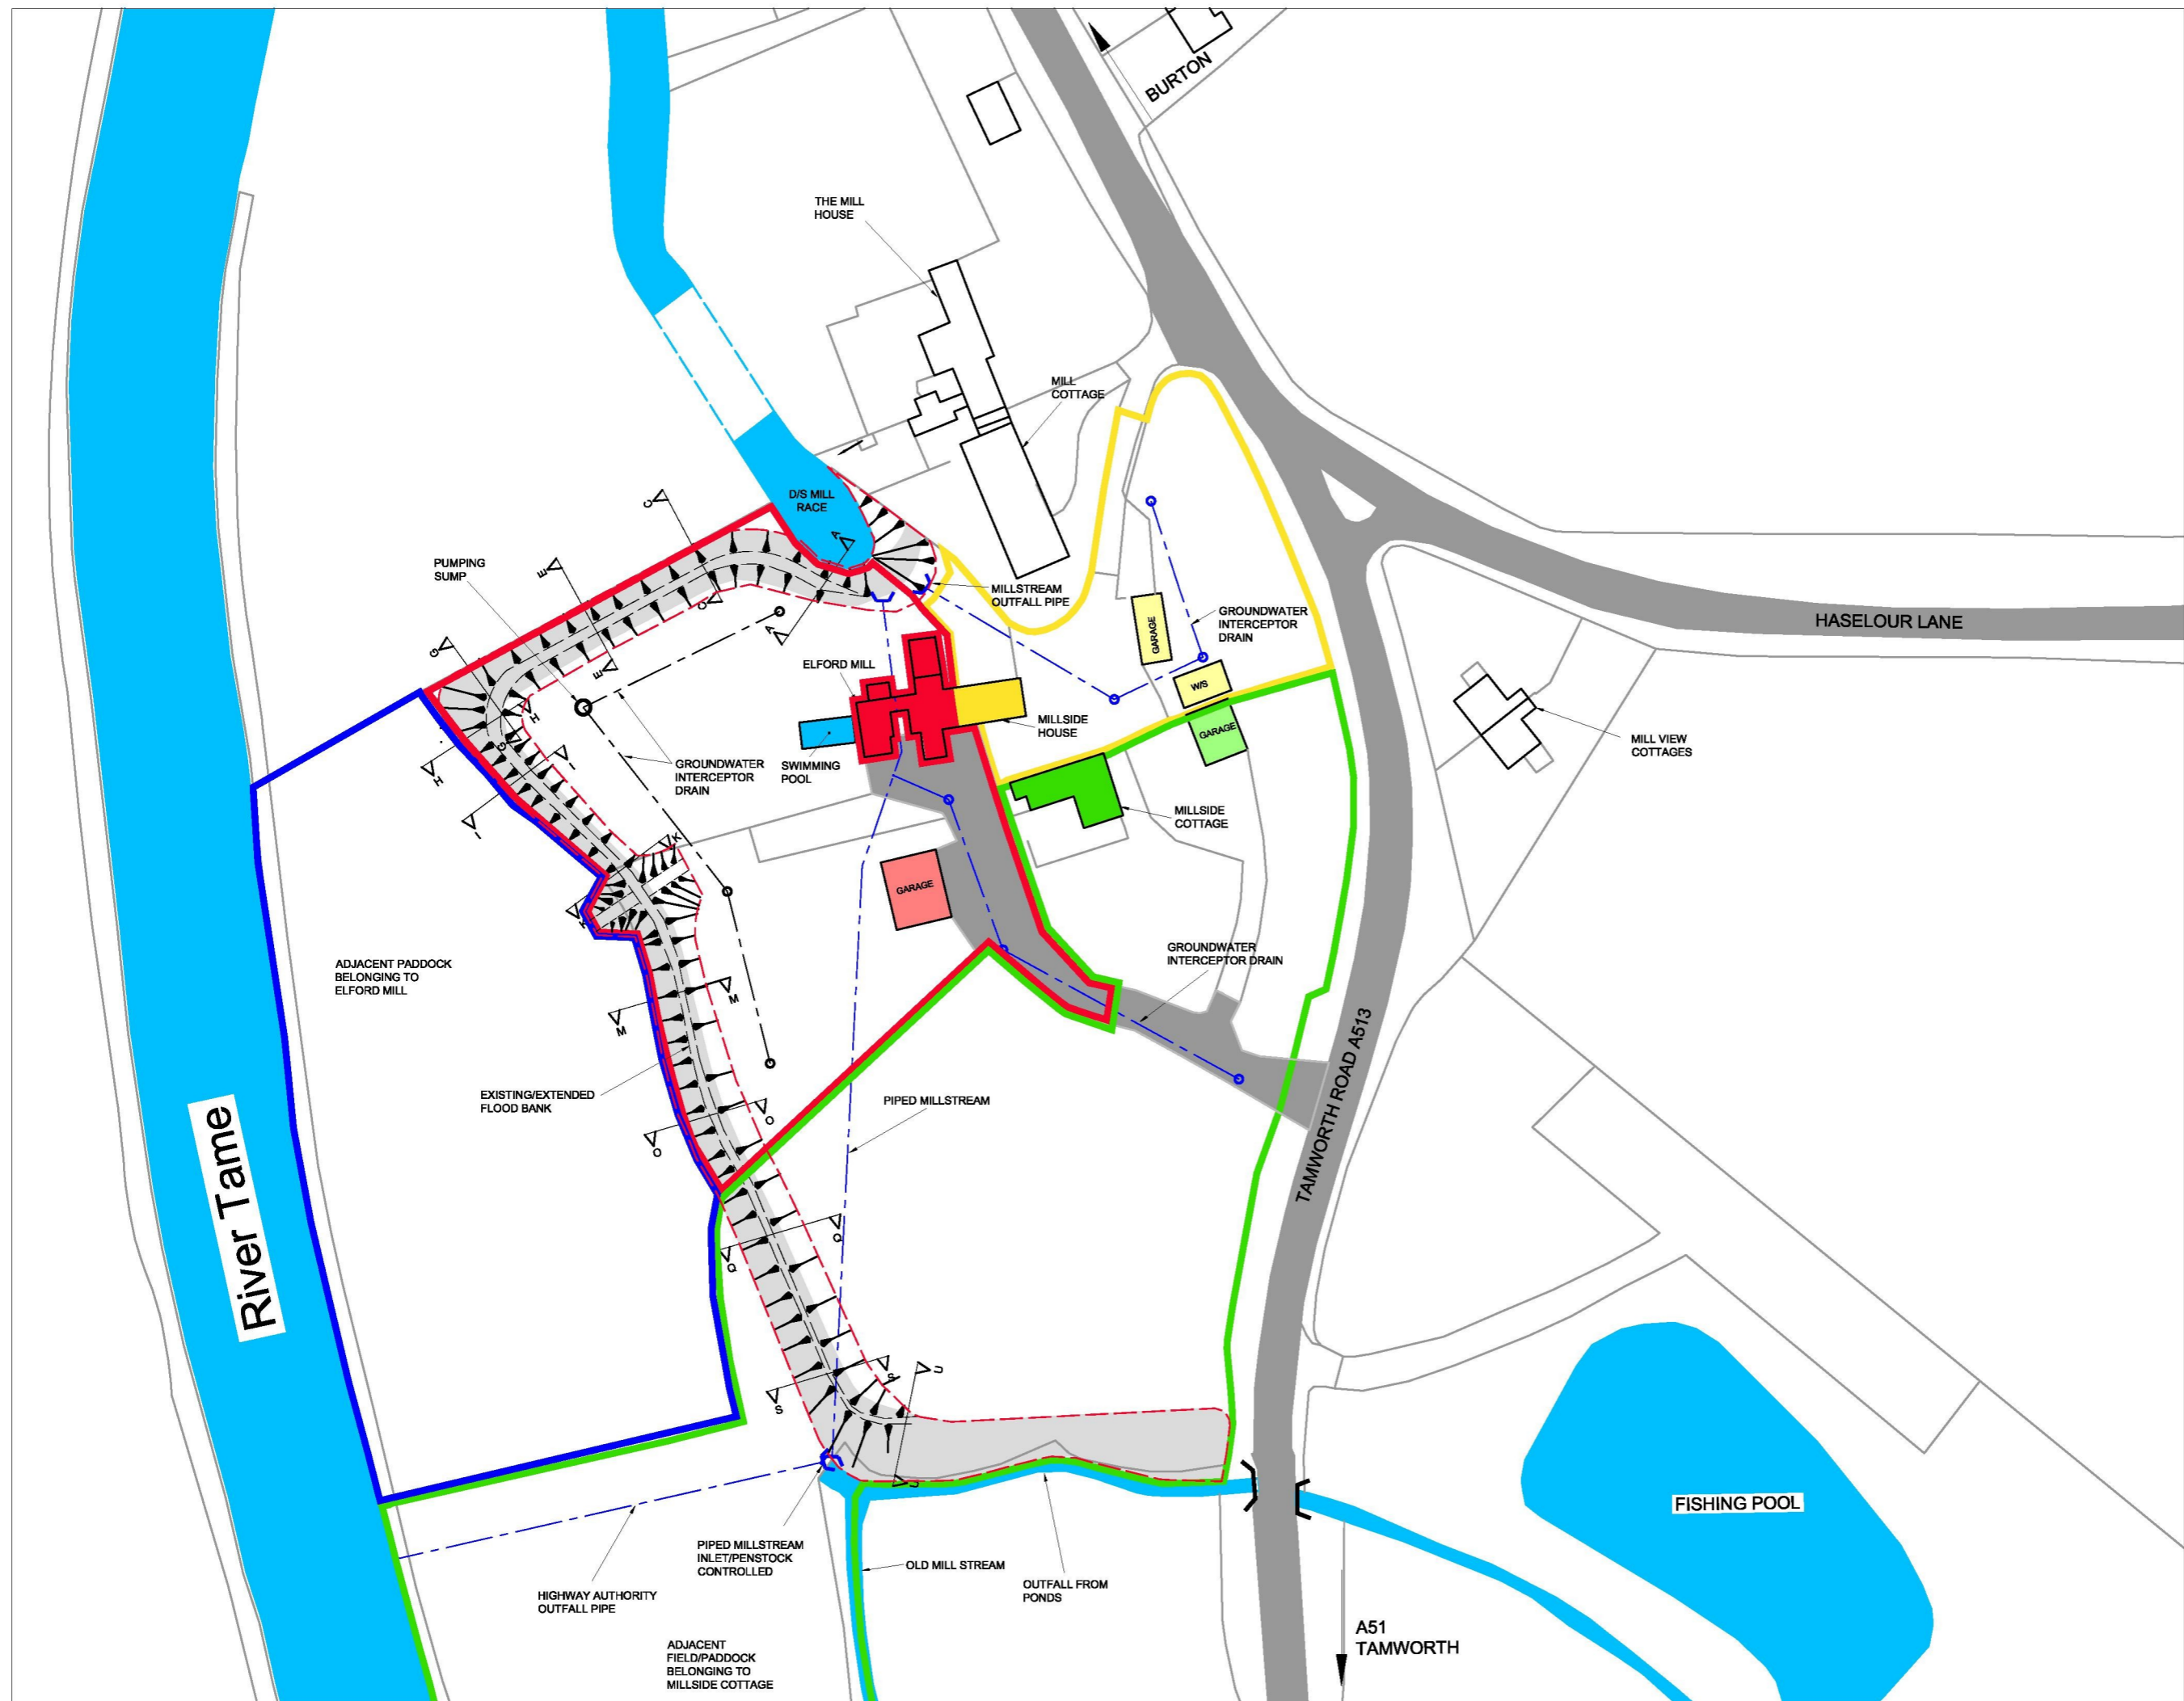 BURTON
THE MILL
HOUSE
MILL
COTTAGE
D/S MILL
RACE
C
A
E
PUMPING
SUMP
C
MILLSTREAM
OUTFALL PIPE
GROUNDWATER
INTERCEPTOR
DRAIN
HASELOUR LANE
GARAGE
A
G
E
ELFORD MILL
W/S
H
MILLSIDE
HOUSE
GARAGE
MILL VIEW
COTTAGES
G
I
H
GROUNDWATER
INTERCEPTOR
DRAIN
SWIMMING
POOL
I
MILLSIDE
COTTAGE
K
GARAGE
K
GROUNDWATER
INTERCEPTOR DRAIN
ADJACENT PADDOCK
BELONGING TO
ELFORD MILL
M
M
TAMWORTH ROAD A513
EXISTING/EXTENDED
FLOOD BANK
PIPED MILLSTREAM
O
O
River Tame
Q
Q
S
U
S
U
FISHING POOL
PIPED MILLSTREAM
INLET/PENSTOCK
CONTROLLED
OLD MILL STREAM
OUTFALL FROM
PONDS
HIGHWAY AUTHORITY
OUTFALL PIPE
A51
TAMWORTH
ADJACENT
FIELD/PADDOCK
BELONGING TO
MILLSIDE COTTAGE